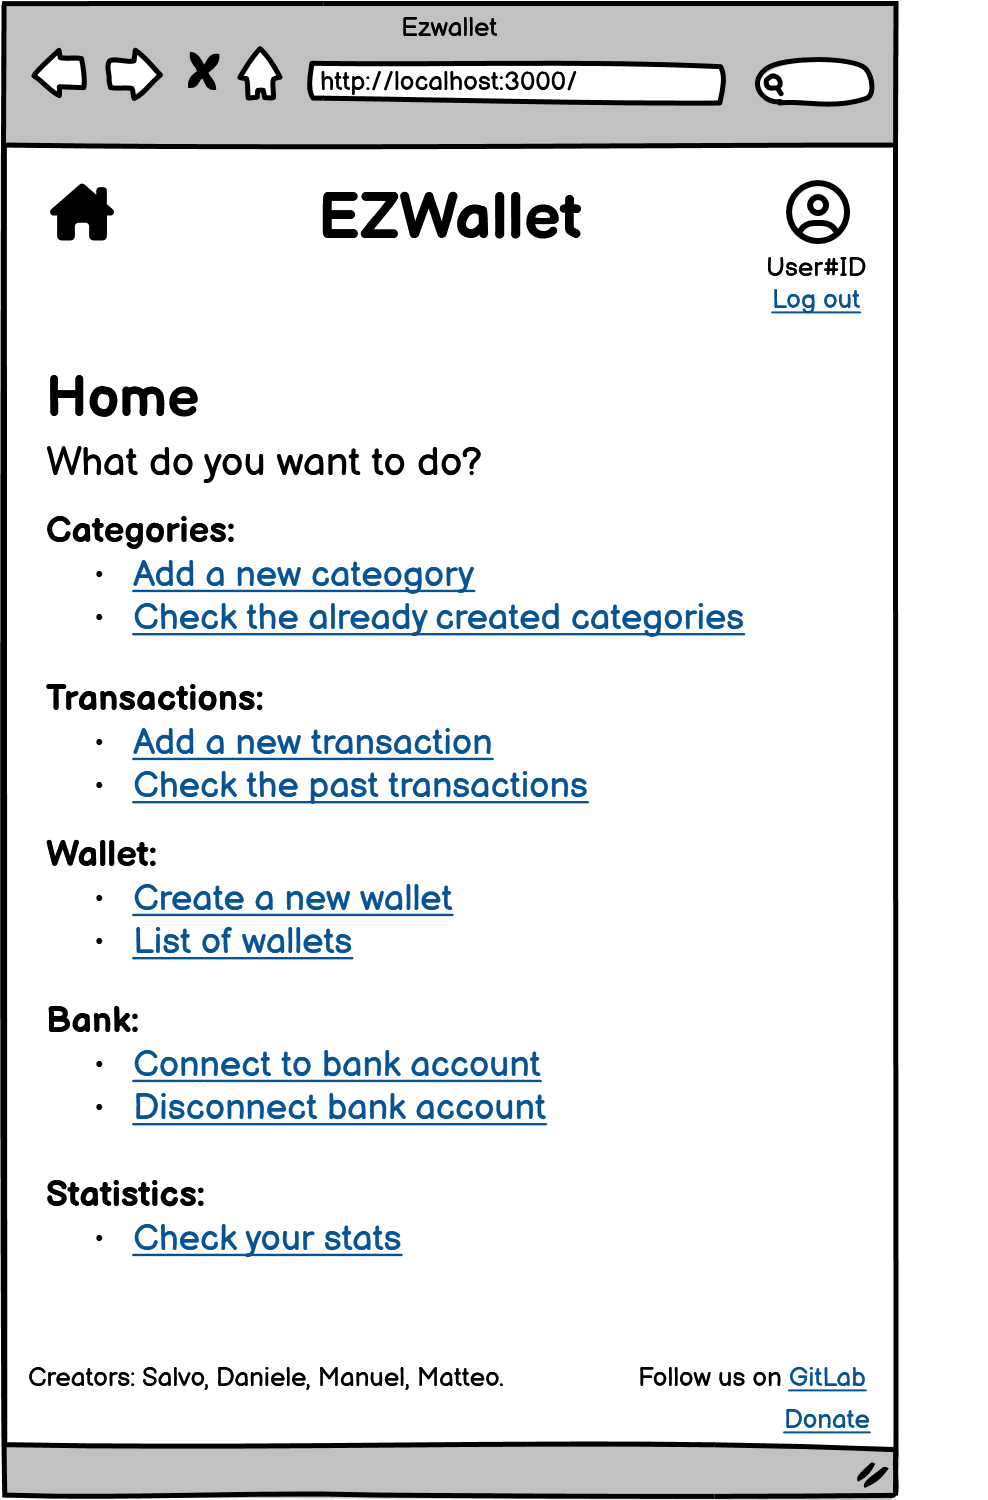 Ezwallet
http://localhost:3000/
EZWallet
User#ID
Log out
Home
What do you want to do?
Categories:
• Add a new cateogory
• Check the already created categories
Transactions:
• Add a new transaction
• Check the past transactions
Wallet:
• Create a new wallet
• List of wallets
Bank:
• Connect to bank account
• Disconnect bank account
Statistics:
• Check your stats
Creators: Salvo, Daniele, Manuel, Matteo.
Follow us on GitLab
Donate